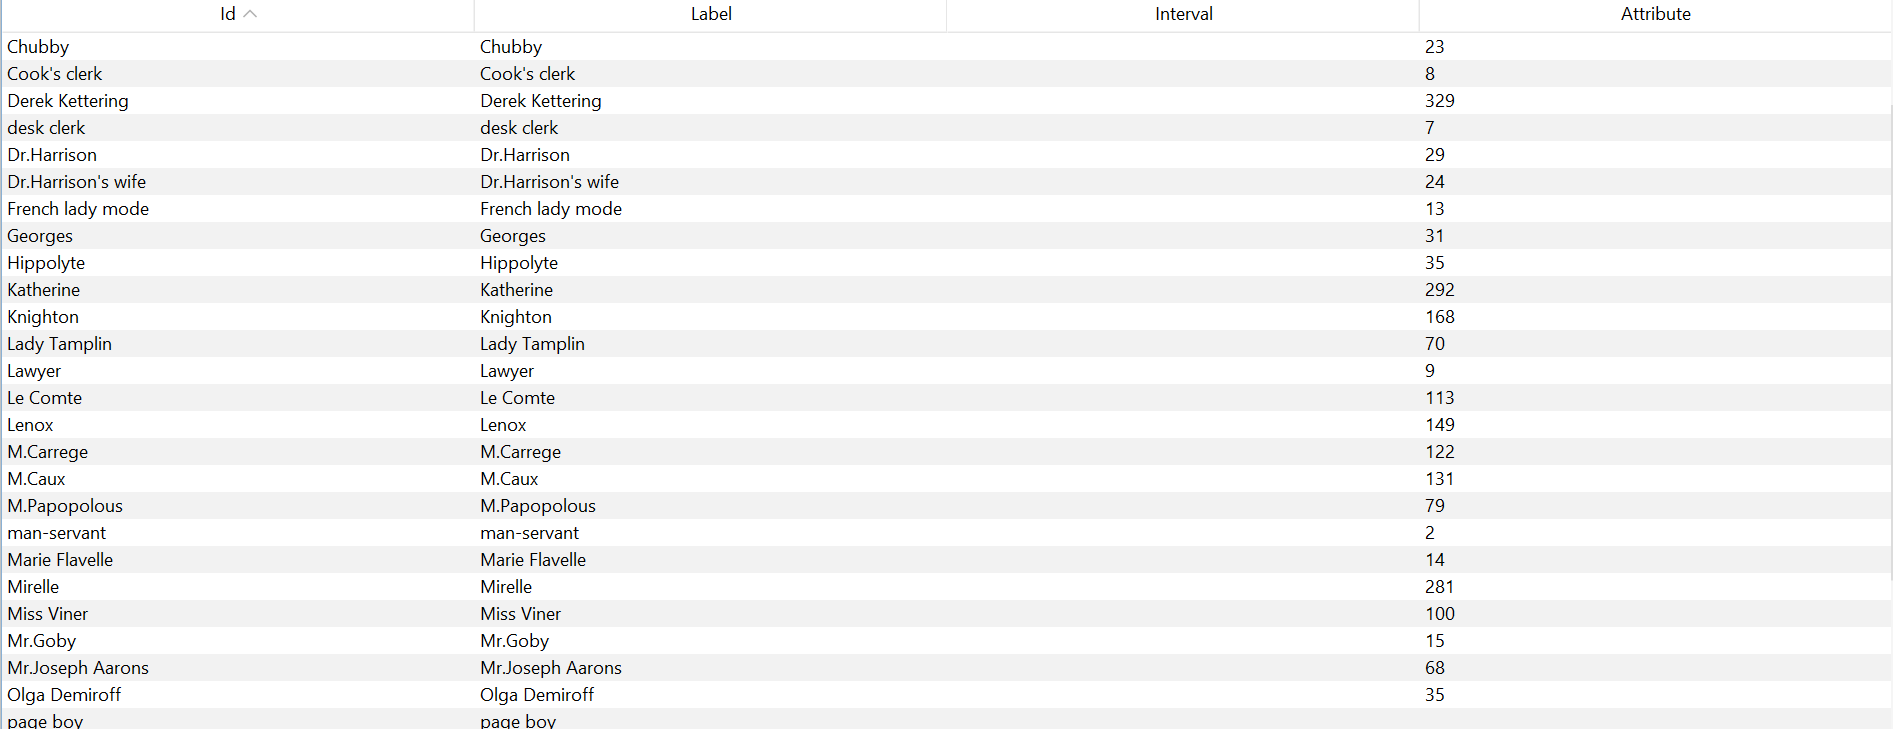 Id Label Interval Attribute
Chubby Chubby 23
Cook's clerk Cook's clerk 8
Derek Kettering Derek Kettering 329
desk clerk desk clerk 7
Dr.Harrison Dr.Harrison 29
Dr.Harrison's wife Dr.Harrison's wife 24
French lady mode French lady mode 13
Georges Georges 31
Hippolyte Hippolyte 35
Katherine Katherine 292
Knighton Knighton 168
Lady Tamplin Lady Tamplin 70
Lawyer Lawyer 9
Le Comte Le Comte 113
Lenox Lenox 149
M.Carrege M.Carrege 122
M.Caux M.Caux 131
M.Papopolous M.Papopolous 79
man-servant man-servant 2
Marie Flavelle Marie Flavelle 14
Mirelle Mirelle 281
Miss Viner Miss Viner 100
Mr.Goby Mr.Goby 15
Mr.Joseph Aarons Mr.Joseph Aarons 68
Olga Demiroff Olga Demiroff 35
page boy page boy